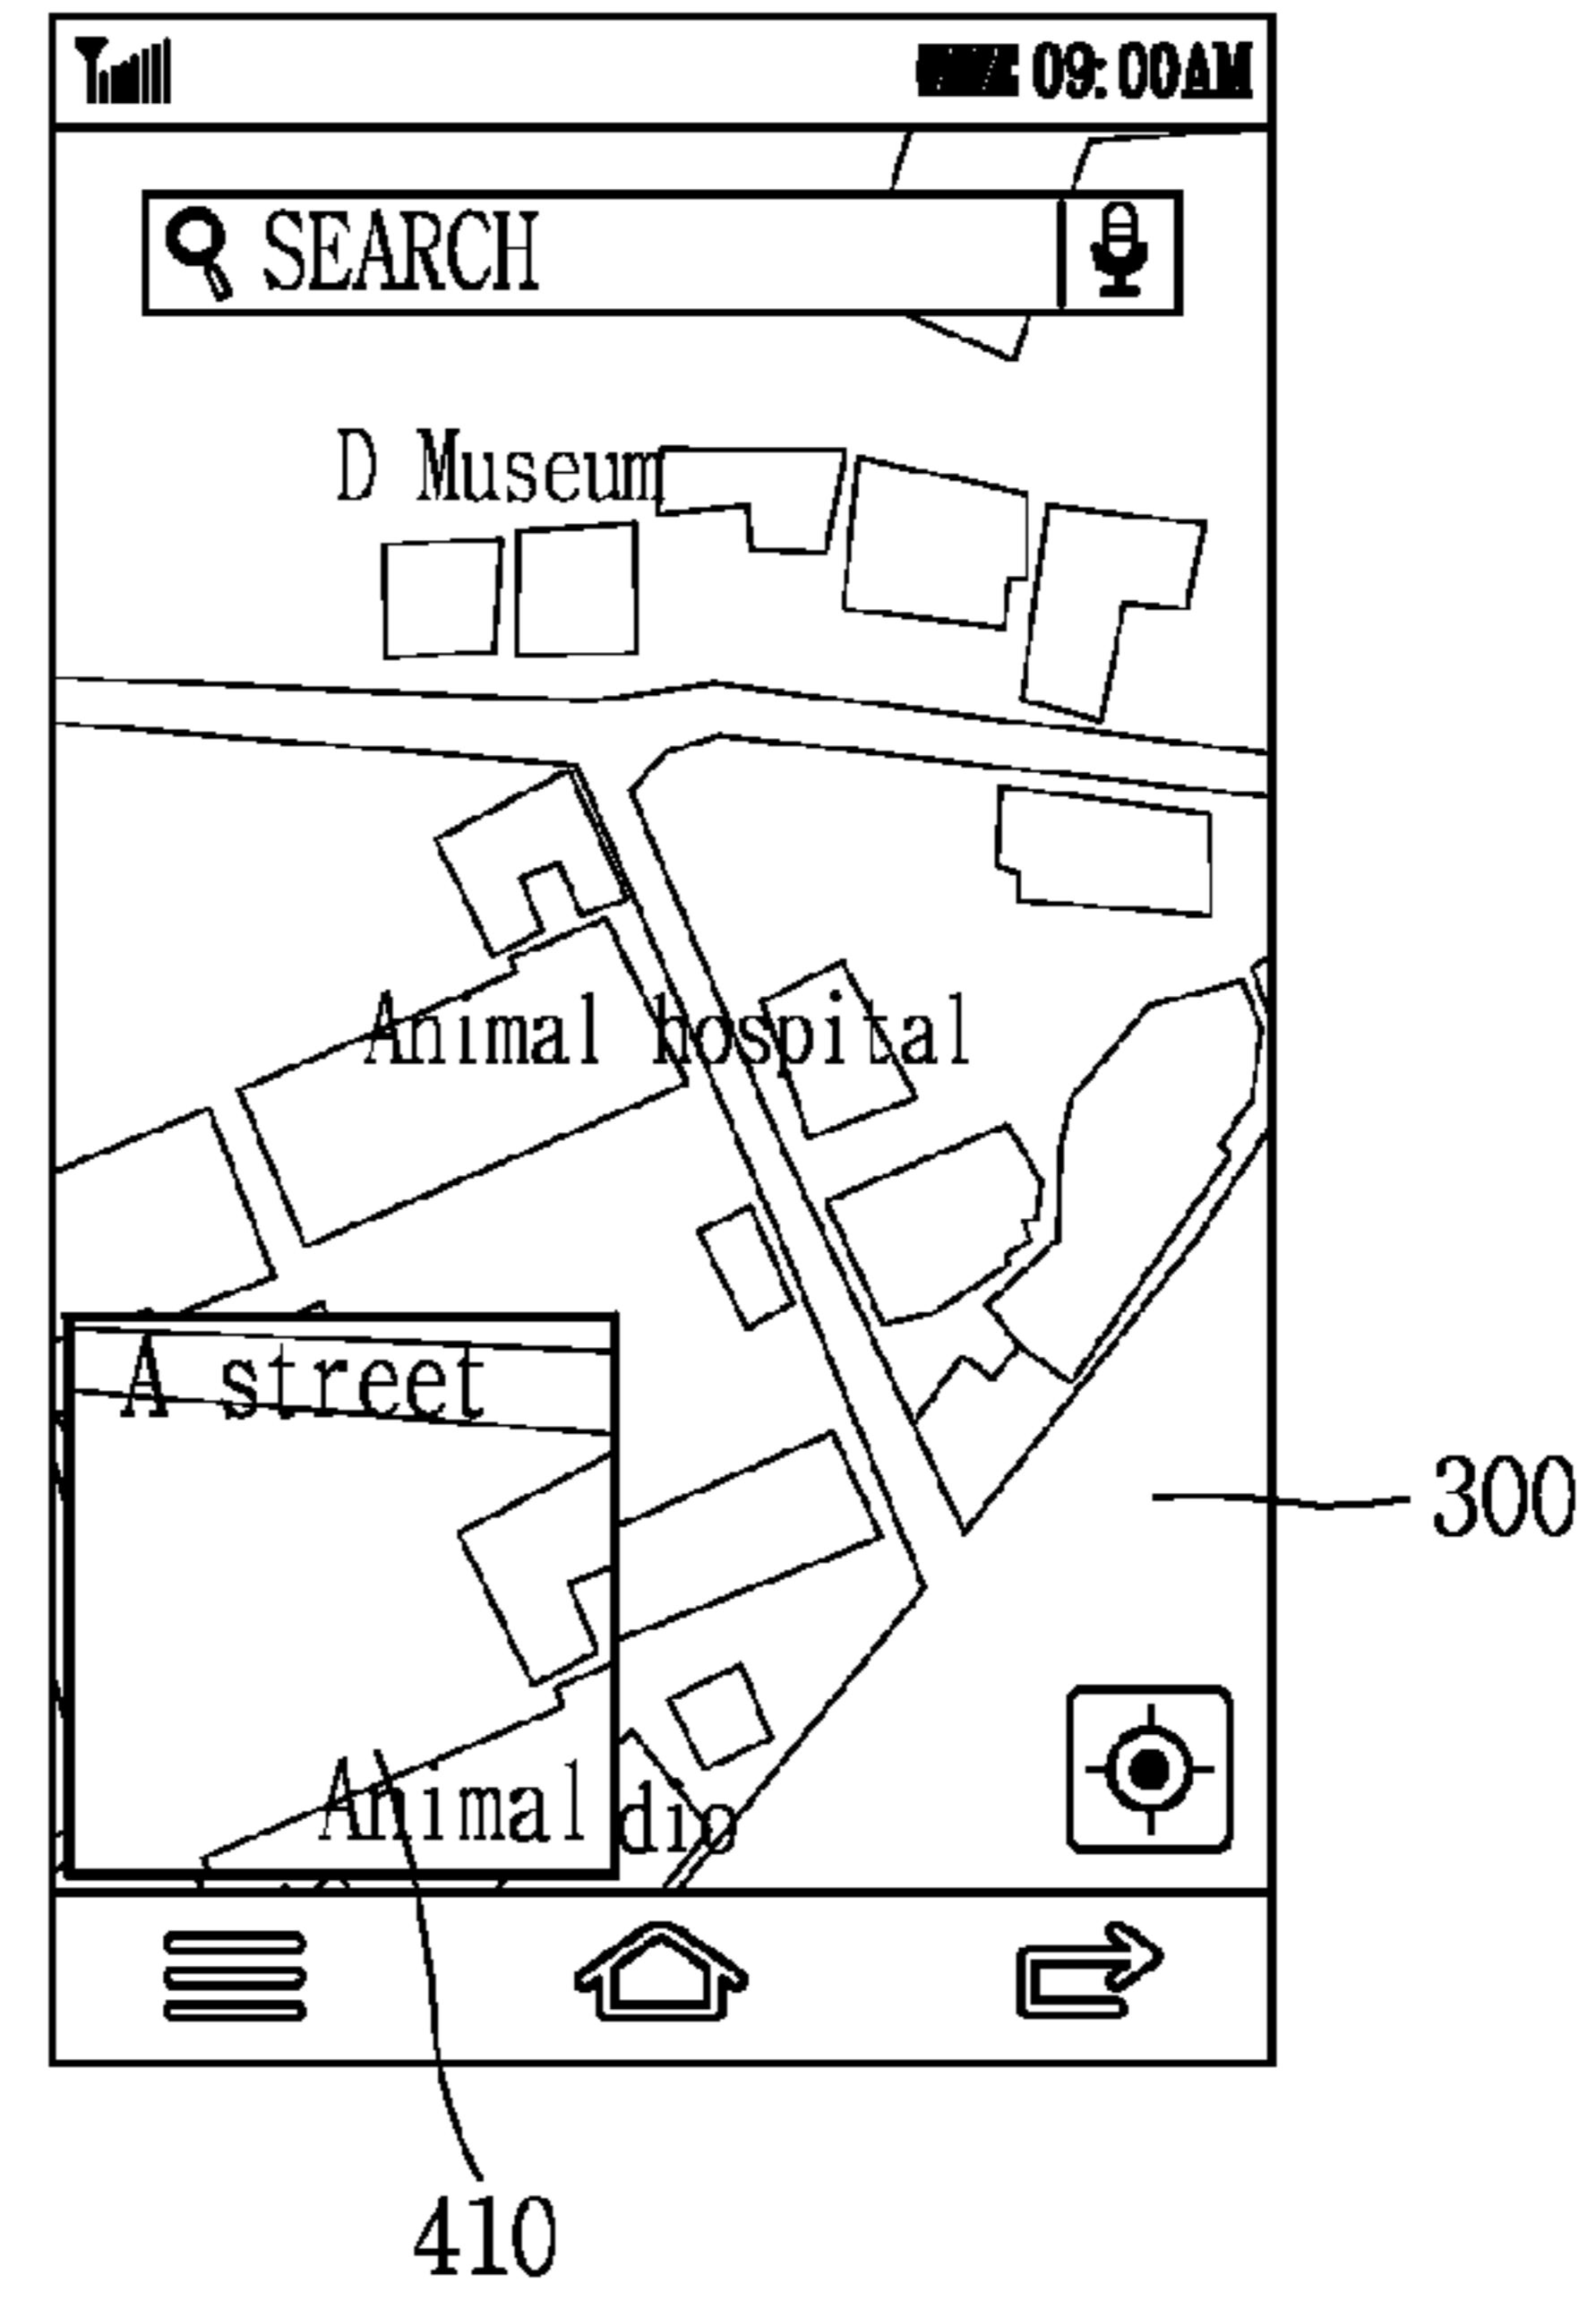 09:00AM
SEARCH
D Museum
Animal hospital
A street
300
Animal
410